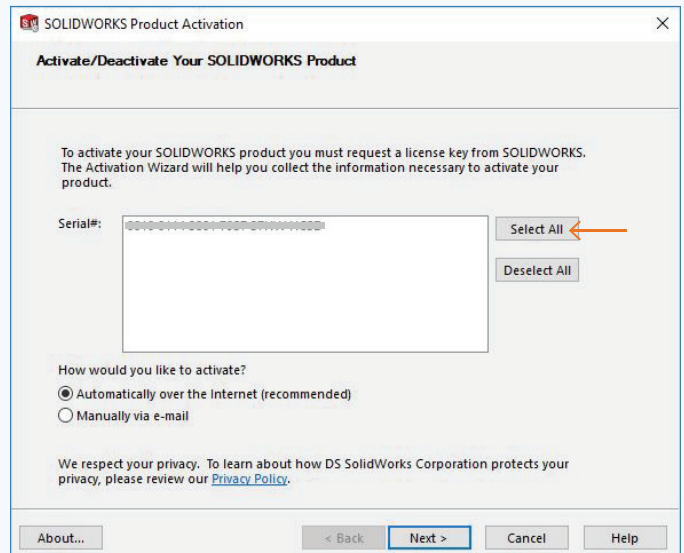 SOLIDWORKS Product Activation
Activate/Deactivate Your SOLIDWORKS Product
To activate your SOLIDWORKS product you must request a license key from SOLIDWORKS.
The Activation Wizard will help you collect the information necessary to activate your
product.
Serial#:
Select All
Deselect All
How would you like to activate?
Automatically over the Internet (recommended)
Manually via e-mail
We respect your privacy. To learn about how DS SolidWorks Corporation protects your
privacy, please review our Privacy Policy.
About... < Back Next > Cancel Help